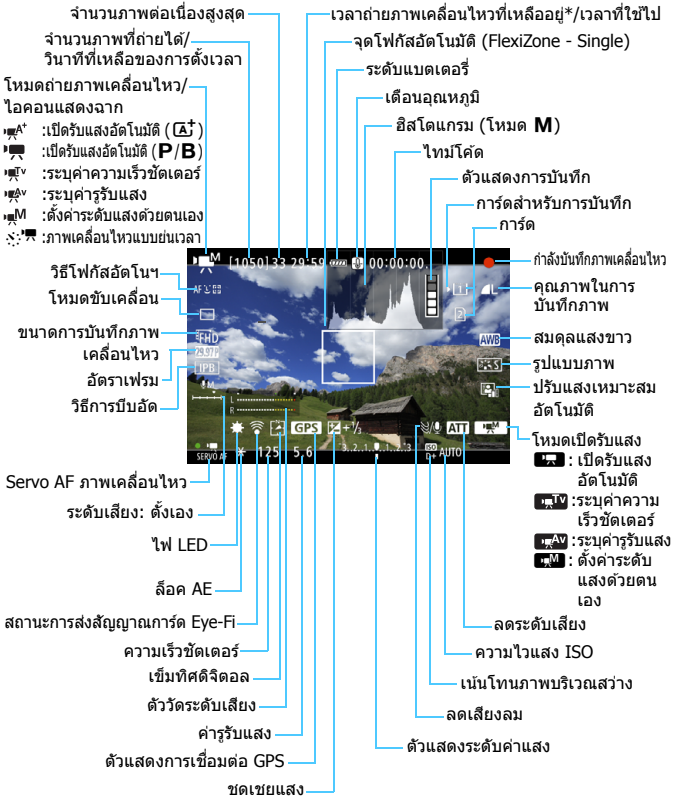 จำนวนภาพต่อเนื่องสูงสุด
เวลาถ่ายภาพเคลื่อนไหวที่เหลืออยู่*/เวลาที่ใช้ไป
จำนวนภาพที่ถ่ายได้/
วินาทีที่เหลือของการตั้งเวลา
จุดโฟกัสอัตโนมัติ (FlexiZone - Single)
ระดับแบตเตอรี่
โหมดถ่ายภาพเคลื่อนไหว/
ไอคอนแสดงฉาก
เตือนอุณหภูมิ
ฮิสโตแกรม (โหมด M)
A+ :เปิดรับแสงอัตโนมัติ (A+)
:เปิดรับแสงอัตโนมัติ (P/B)
ไทม์โค้ด
Tv :ระบุค่าความเร็วชัตเตอร์
ตัวแสดงการบันทึก
Av :ระบุค่ารูรับแสง
การ์ดสำหรับการบันทึก
M :ตั้งค่าระดับแสงด้วยตนเอง
การ์ด
:ภาพเคลื่อนไหวแบบย่นเวลา
M [1050] 33 29:59 00:00:00
กำลังบันทึกภาพเคลื่อนไหว
วิธีโฟกัสอัตโนฯ
AF
1
L
คุณภาพในการ
บันทึกภาพ
โหมดขับเคลื่อน
2
ขนาดการบันทึกภาพ
เคลื่อนไหว
FHD
AWB
สมดุลแสงขาว
อัตราเฟรม
29.97P
S
รูปแบบภาพ
วิธีการบีบอัด
IPB
ปรับแสงเหมาะสม
อัตโนมัติ
M
L
R
GPS
+1/3
ATT
M
โหมดเปิดรับแสง
SERVO AF
125 5.6
3..2..1..▼..1..2..3
ISO
D+
AUTO
: เปิดรับแสง
อัตโนมัติ
Servo AF ภาพเคลื่อนไหว
Tv :ระบุค่าความ
เร็วชัตเตอร์
ระดับเสียง: ตั้งเอง
Av :ระบุค่ารูรับแสง
ไฟ LED
M : ตั้งค่าระดับ
แสงด้วยตน
เอง
ล็อค AE
สถานะการส่งสัญญาณการ์ด Eye-Fi
ลดระดับเสียง
ความเร็วชัตเตอร์
ความไวแสง ISO
เข็มทิศดิจิตอล
เน้นโทนภาพบริเวณสว่าง
ตัววัดระดับเสียง
ลดเสียงลม
ค่ารูรับแสง
ตัวแสดงระดับค่าแสง
ตัวแสดงการเชื่อมต่อ GPS
ชดเชยแสง